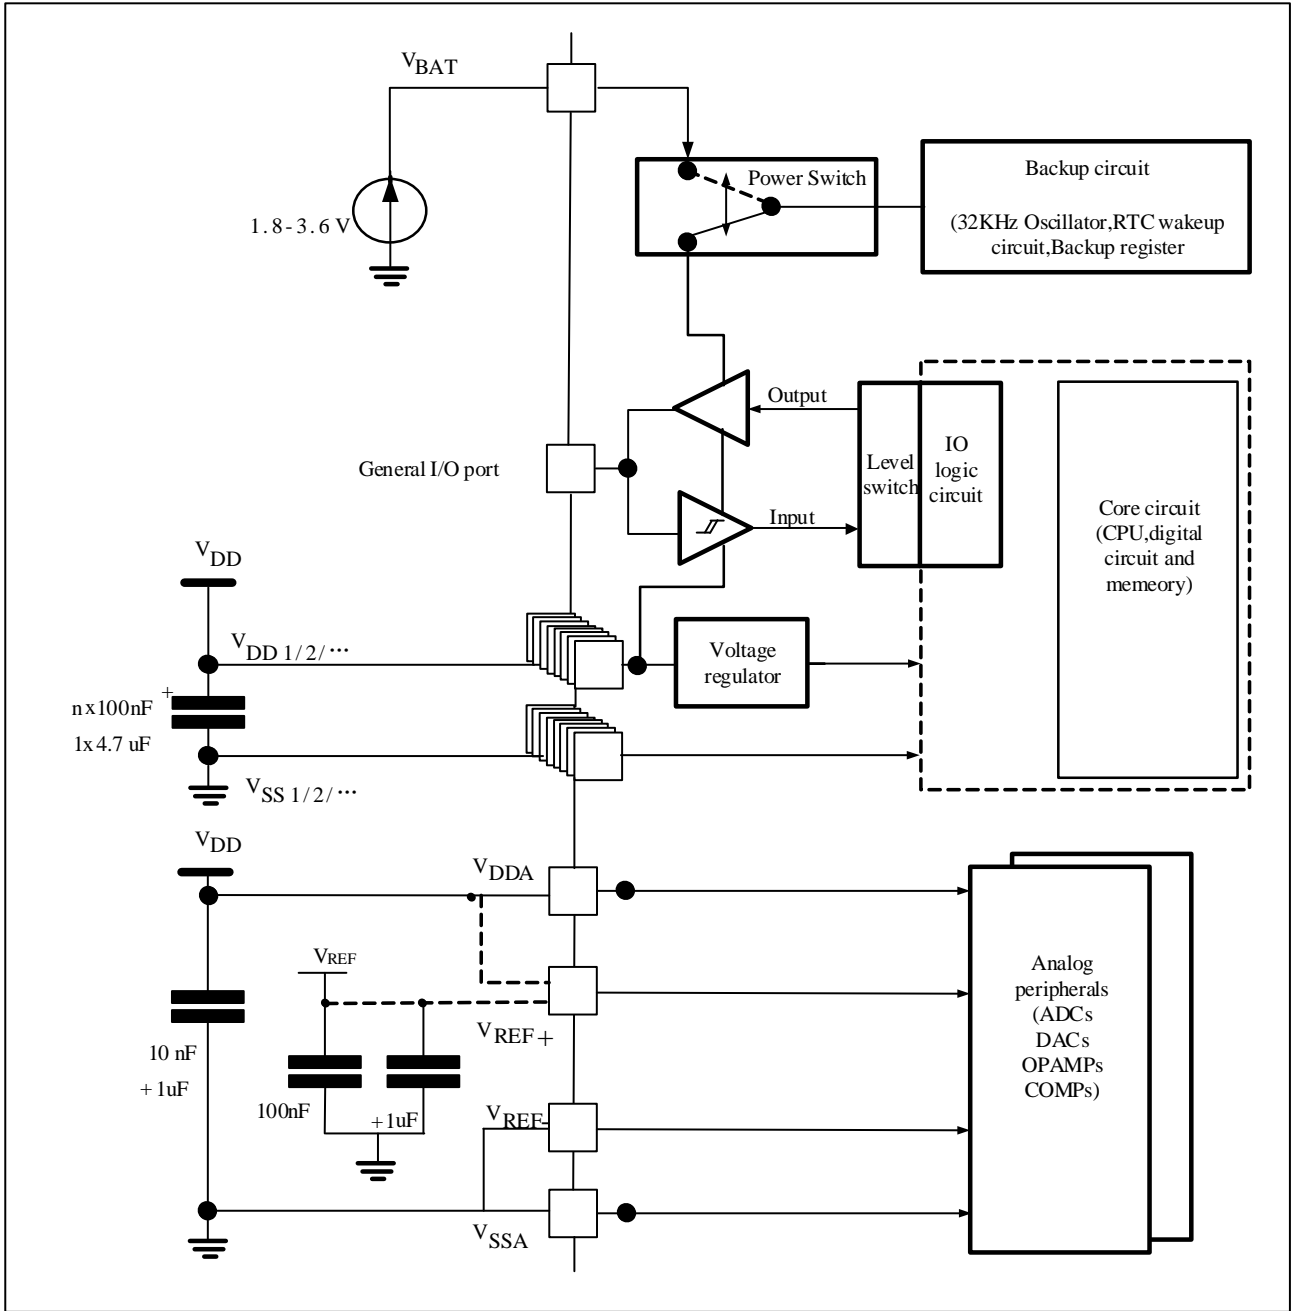 VBAT
1.8-3.6 V
Power Switch
Backup circuit
(32KHz Oscillator,RTC wakeup
circuit,Backup register
Output
General I/O port
Level
switch
IO
logic
circuit
Input
Core circuit
(CPU,digital
circuit and
memeory)
VDD
VDD 1/2/···
Voltage
regulator
+
n x 100nF
1x 4.7 uF
VSS 1/2/···
VDD
VDDA
VREF
VREF+
10 nF
+1uF
100nF
+1uF
VREF-
VSSA
Analog
peripherals
(ADCs
DACs
OPAMPs
COMPs)